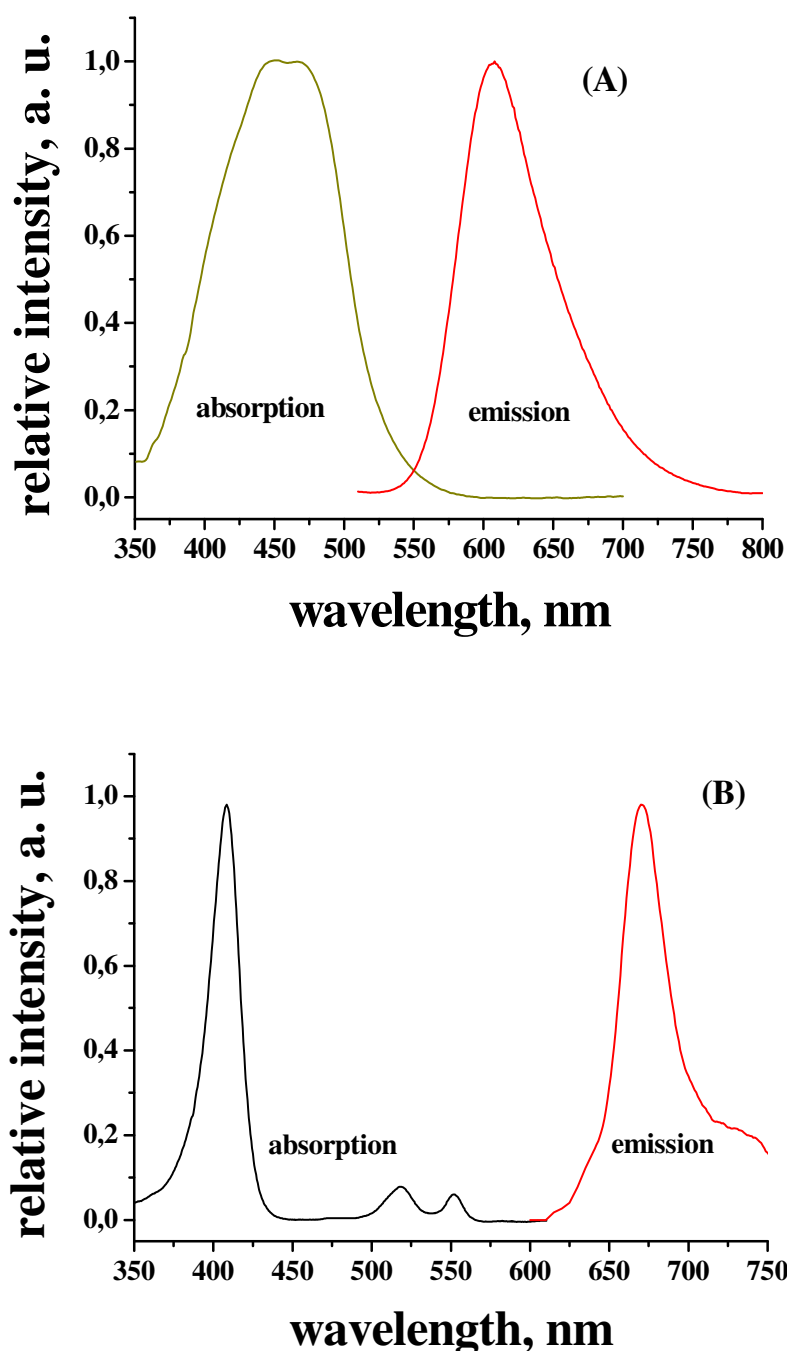 (A)
relative intensity, a. u.
1,0
0,8
0,6
0,4
0,2
0,0
absorption
emission
350 400 450 500 550 600 650 700 750 800
wavelength, nm
(B)
relative intensity, a. u.
1,0
0,8
0,6
0,4
0,2
0,0
absorption
emission
350 400 450 500 550 600 650 700 750
wavelength, nm